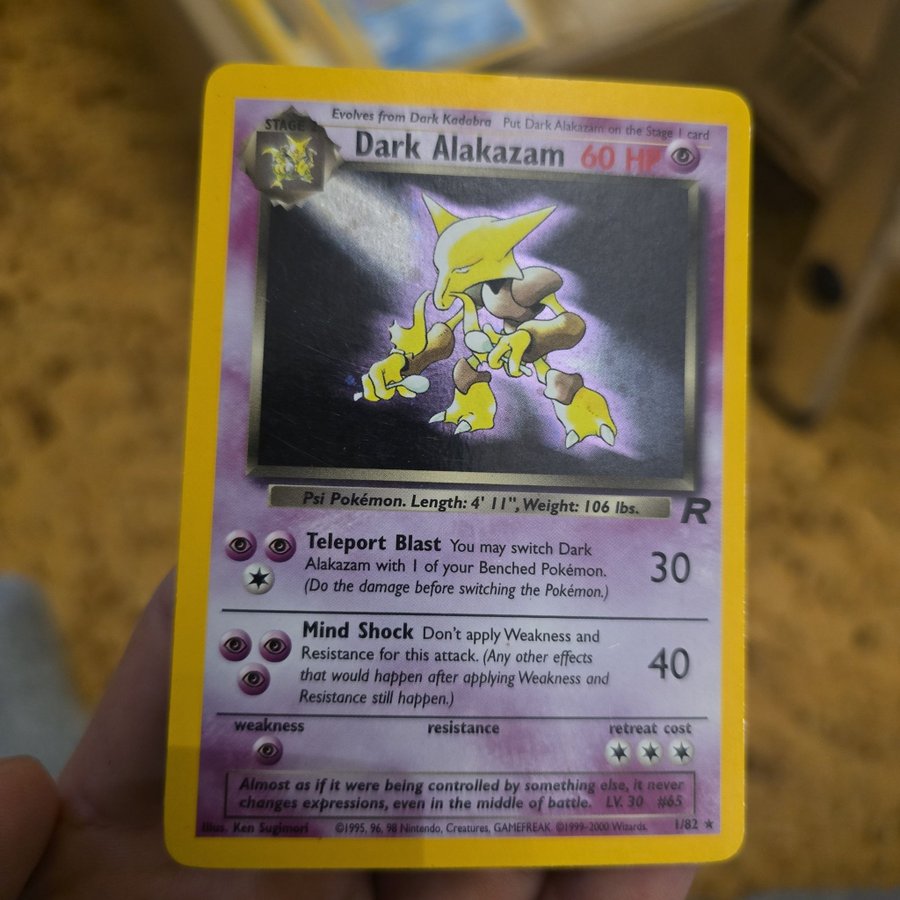 Evolves from Dark Kadabra Put Dark Alakazam on the Stage 1 card
STAGE 2
Dark Alakazam 60 HP
Psi Pokémon. Length: 4' 11", Weight: 106 lbs.
R
Teleport Blast You may switch Dark
Alakazam with 1 of your Benched Pokémon.
(Do the damage before switching the Pokémon.)
30
Mind Shock Don't apply Weakness and
Resistance for this attack. (Any other effects
that would happen after applying Weakness and
Resistance still happen.)
40
weakness resistance retreat cost
Almost as if it were being controlled by something else, it never
changes expressions, even in the middle of battle. LV. 30 #65
Illus. Ken Sugimori ©1995, 96, 98 Nintendo, Creatures, GAMEFREAK. ©1999-2000 Wizards. 1/82 ★